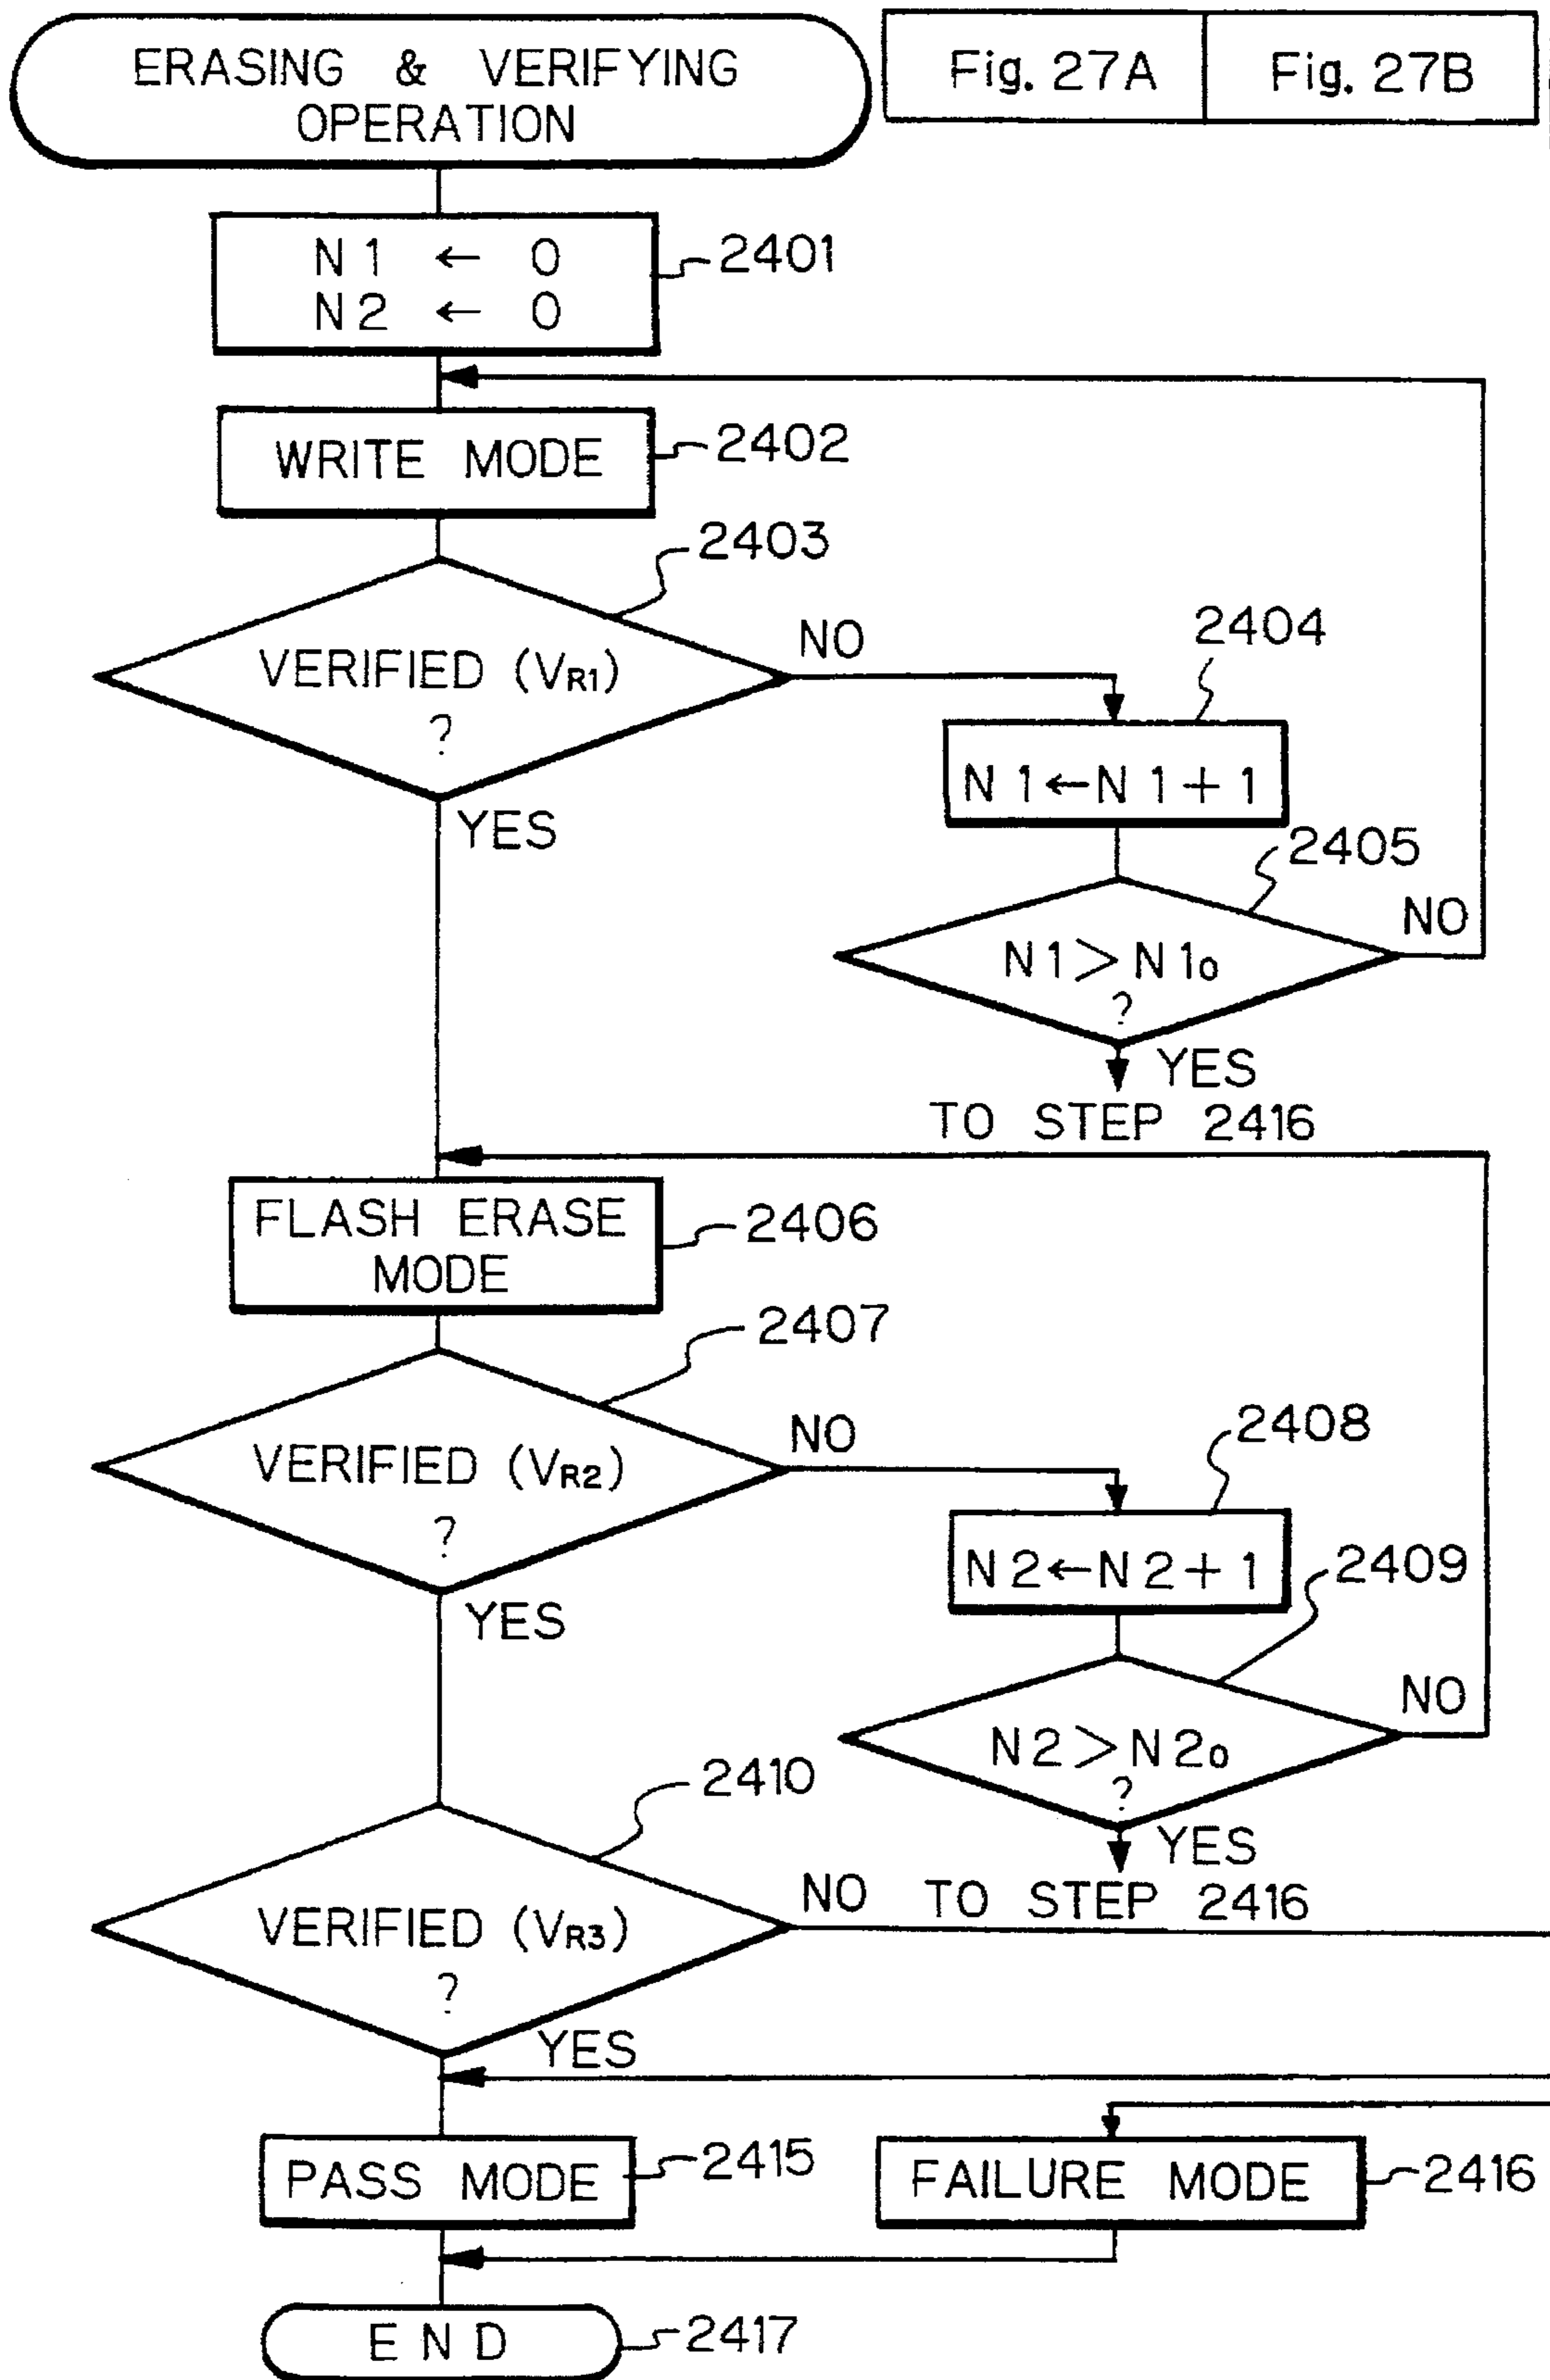 ERASING & VERIFYING
OPERATION
Fig. 27A
Fig. 27B
N1 ← 0
N2 ← 0
2401
WRITE MODE
2402
2403
VERIFIED (VR1)
?
NO
YES
2404
N1←N1+1
2405
N1>N1o
?
NO
YES
TO STEP 2416
FLASH ERASE
MODE
2406
2407
VERIFIED (VR2)
?
NO
YES
2408
N2←N2+1
2409
N2>N2o
?
NO
YES
TO STEP 2416
2410
VERIFIED (VR3)
?
NO
YES
PASS MODE
2415
FAILURE MODE
2416
END
2417